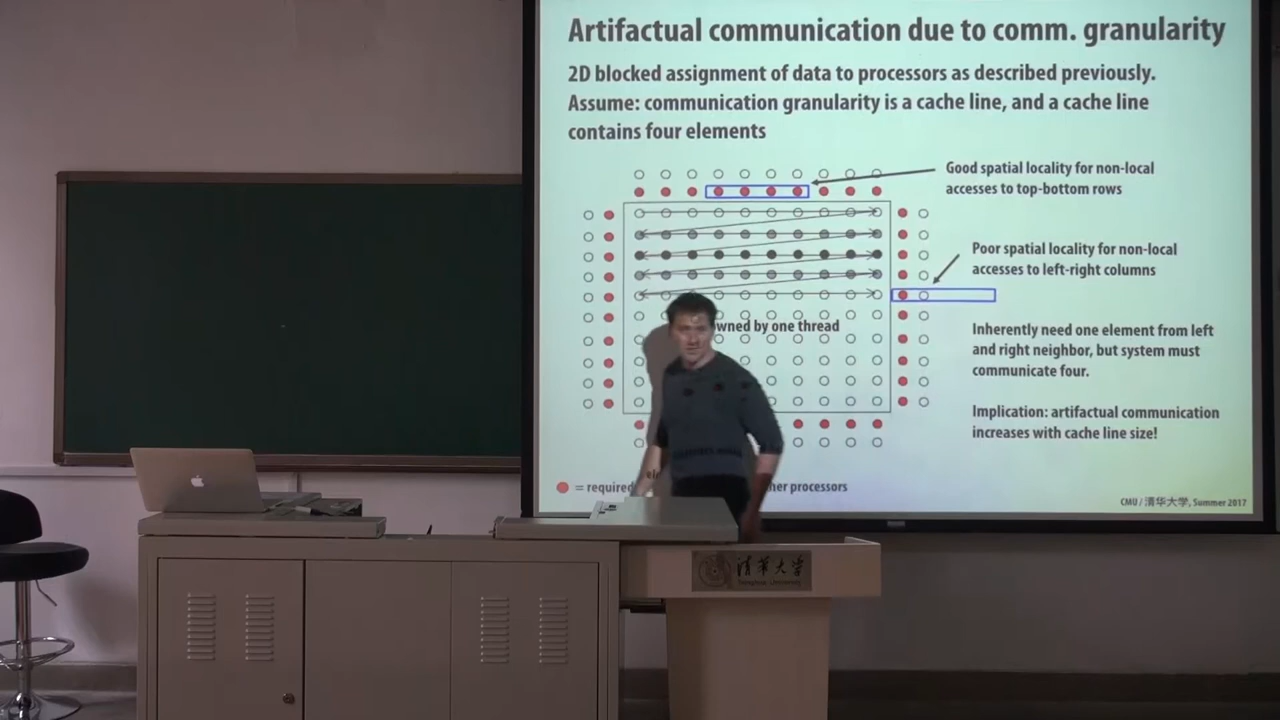 Artifactual communication due to comm. granularity
2D blocked assignment of data to processors as described previously.
Assume: communication granularity is a cache line, and a cache line
contains four elements
Good spatial locality for non-local
accesses to top-bottom rows
Poor spatial locality for non-local
accesses to left-right columns
owned by one thread
Inherently need one element from left
and right neighbor, but system must
communicate four.
Implication: artifactual communication
increases with cache line size!
= required processors
CMU / 清华大学, Summer 2017
清华大学
Tsinghua University